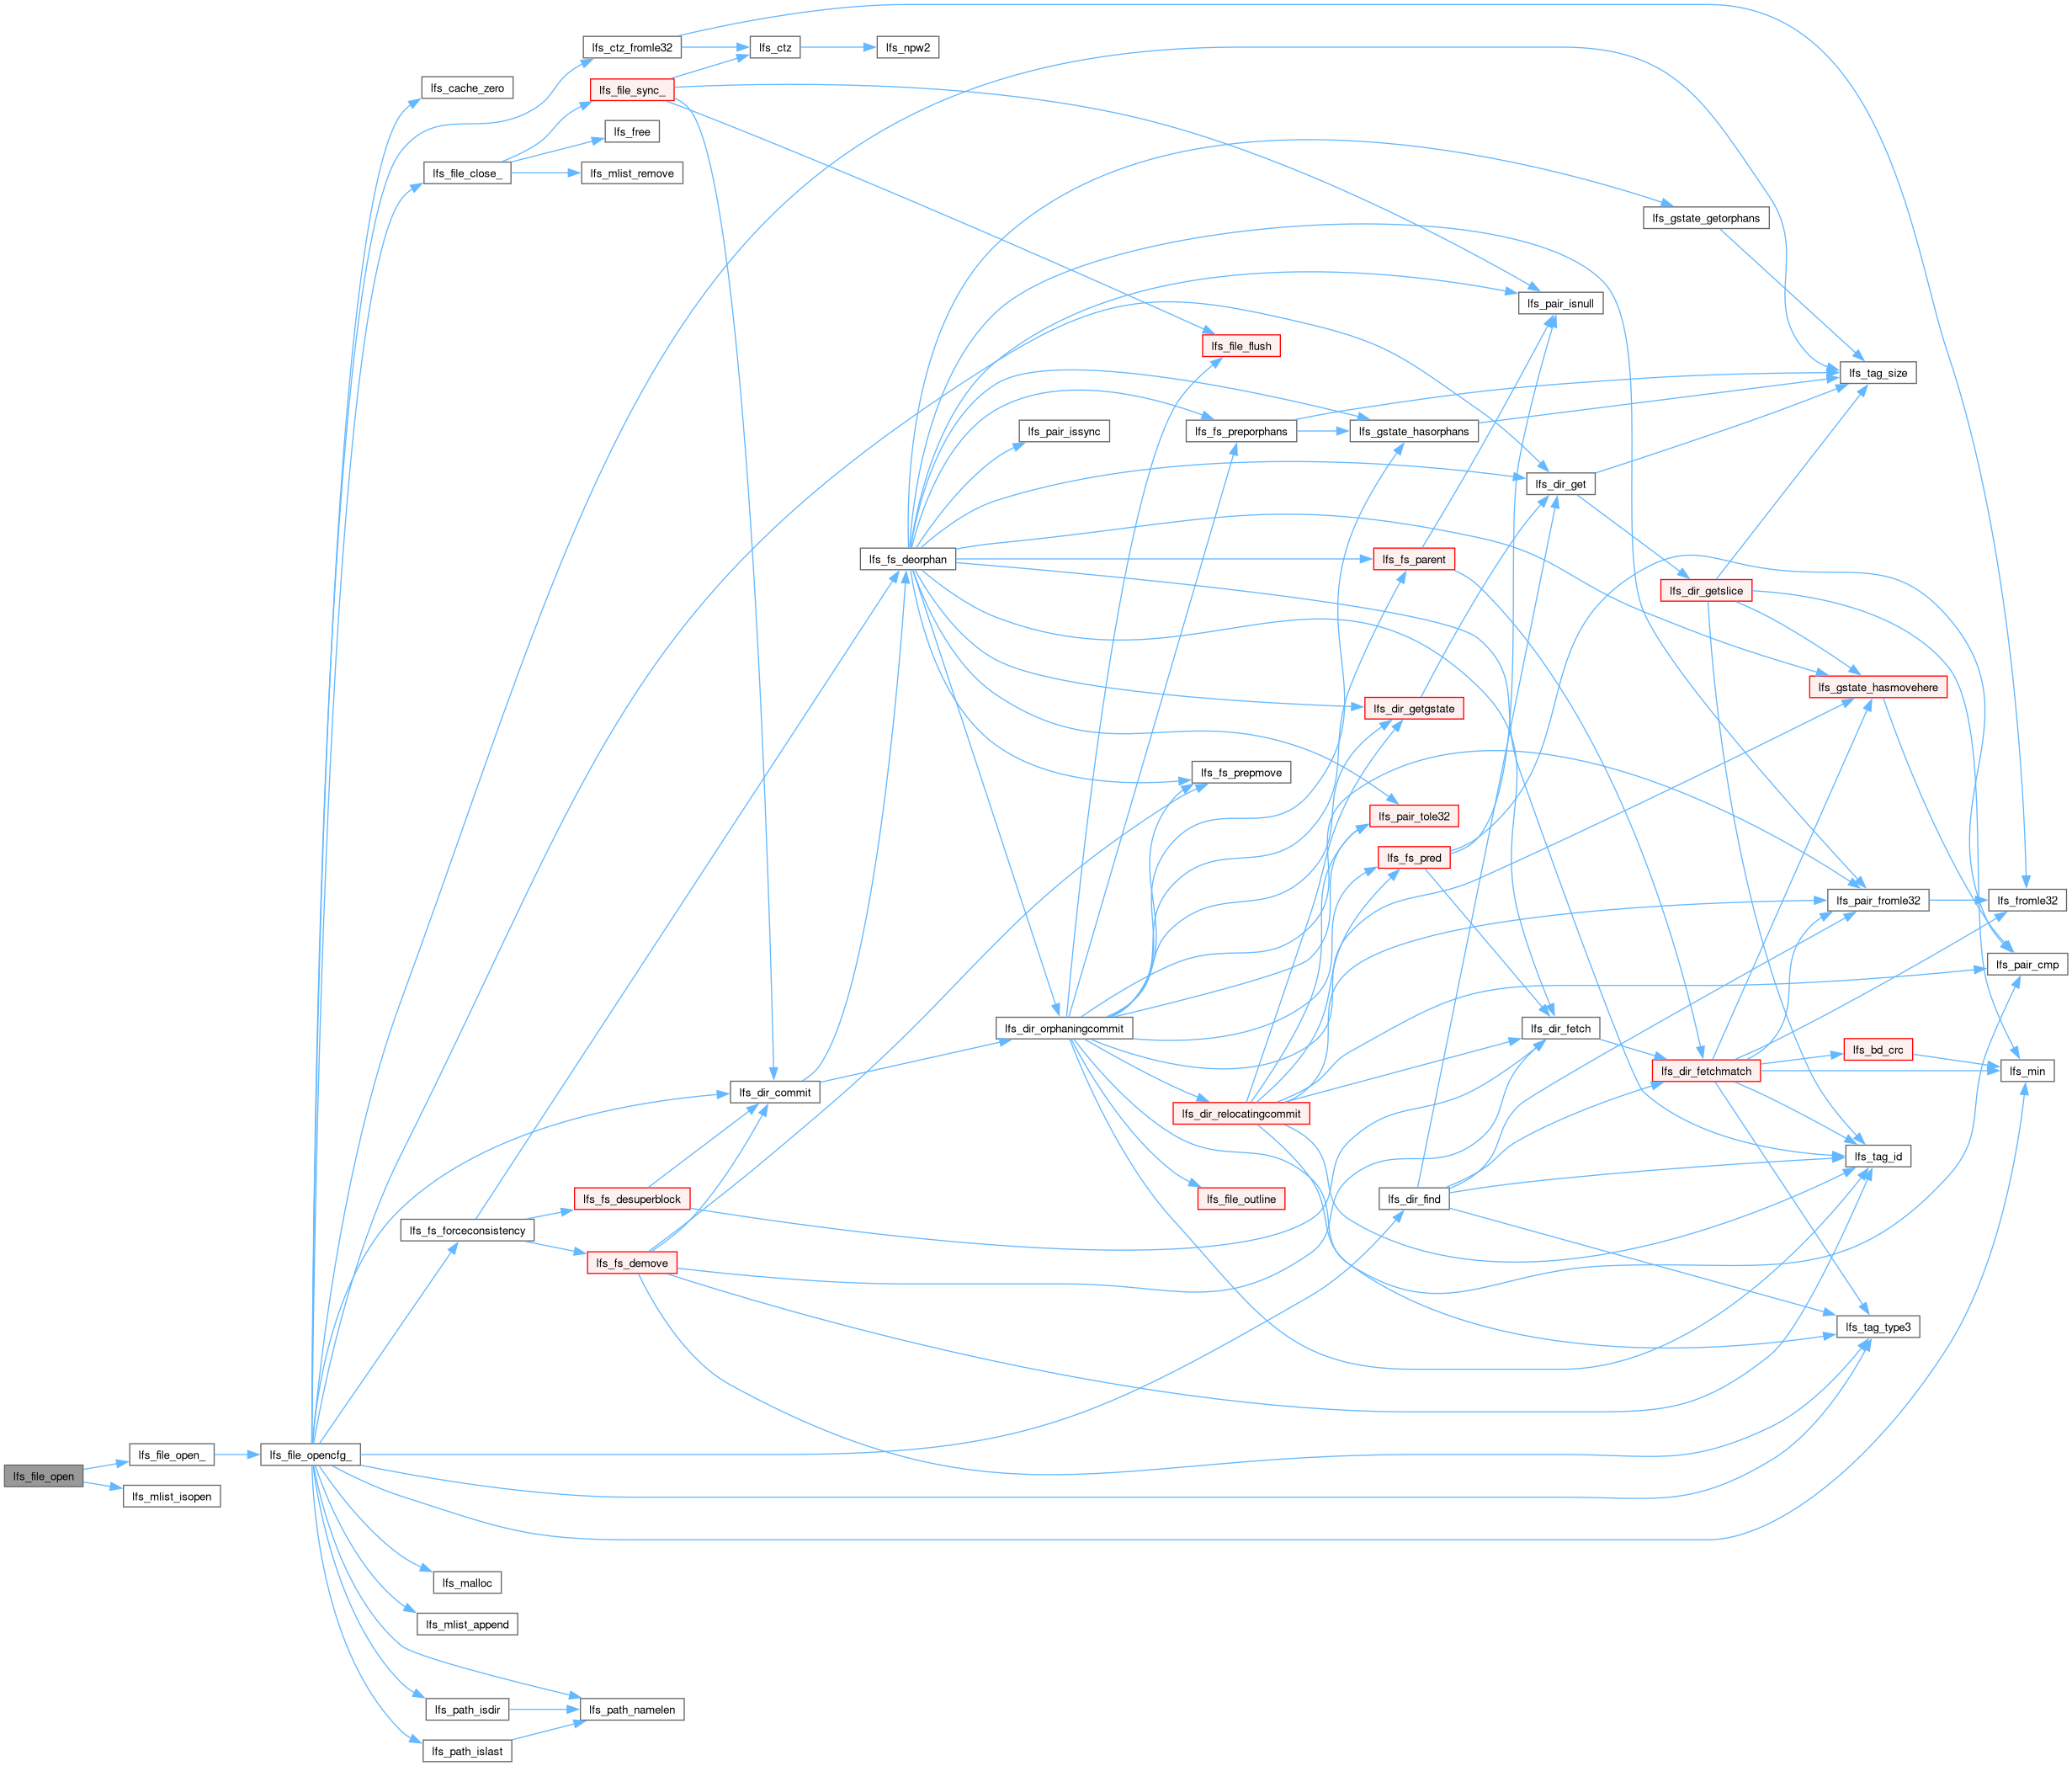 lfs_ctz_fromle32
lfs_ctz
lfs_npw2
lfs_cache_zero
lfs_file_sync_
lfs_free
lfs_file_close_
lfs_mlist_remove
lfs_gstate_getorphans
lfs_pair_isnull
lfs_file_flush
lfs_tag_size
lfs_pair_issync
lfs_fs_preporphans
lfs_gstate_hasorphans
lfs_dir_get
lfs_fs_deorphan
lfs_fs_parent
lfs_dir_getslice
lfs_gstate_hasmovehere
lfs_dir_getgstate
lfs_fs_prepmove
lfs_pair_tole32
lfs_fs_pred
lfs_pair_fromle32
lfs_fromle32
lfs_pair_cmp
lfs_dir_orphaningcommit
lfs_dir_fetch
lfs_bd_crc
lfs_dir_fetchmatch
lfs_min
lfs_dir_commit
lfs_dir_relocatingcommit
lfs_tag_id
lfs_fs_desuperblock
lfs_file_outline
lfs_dir_find
lfs_fs_forceconsistency
lfs_fs_demove
lfs_tag_type3
lfs_file_open_
lfs_file_opencfg_
lfs_file_open
lfs_mlist_isopen
lfs_malloc
lfs_mlist_append
lfs_path_isdir
lfs_path_namelen
lfs_path_islast